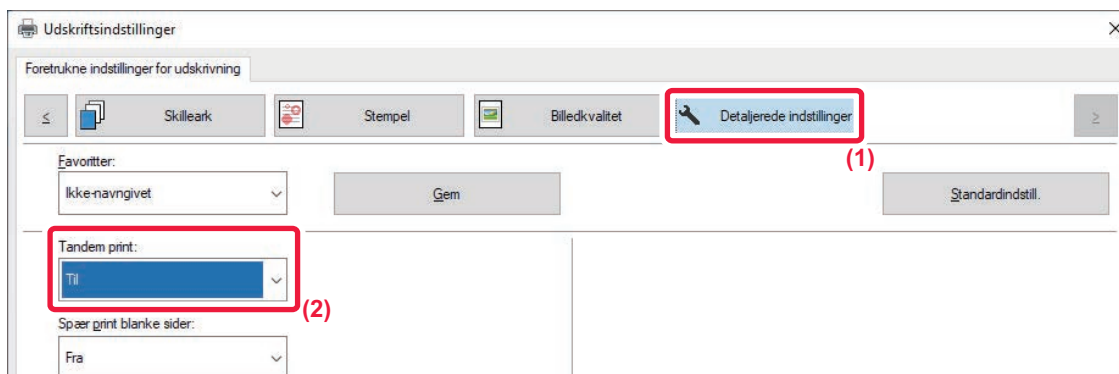 Udskriftsindstillinger
Foretrukne indstillinger for udskrivning
< Skilleark Stempel Billedkvalitet Detaljerede indstillinger >
(1)
Favoritter:
Ikke-navngivet Gem Standardindstill.
Tandem print:
Til
(2)
Spær print blanke sider:
Fra